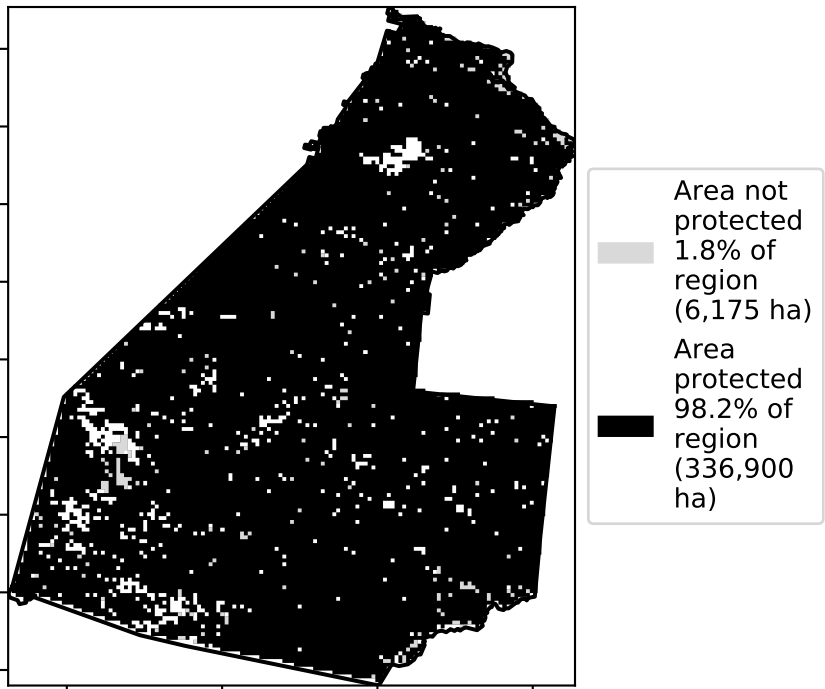 Area not
protected
1.8% of
region
(6,175 ha)
Area
protected
98.2% of
region
(336,900
ha)